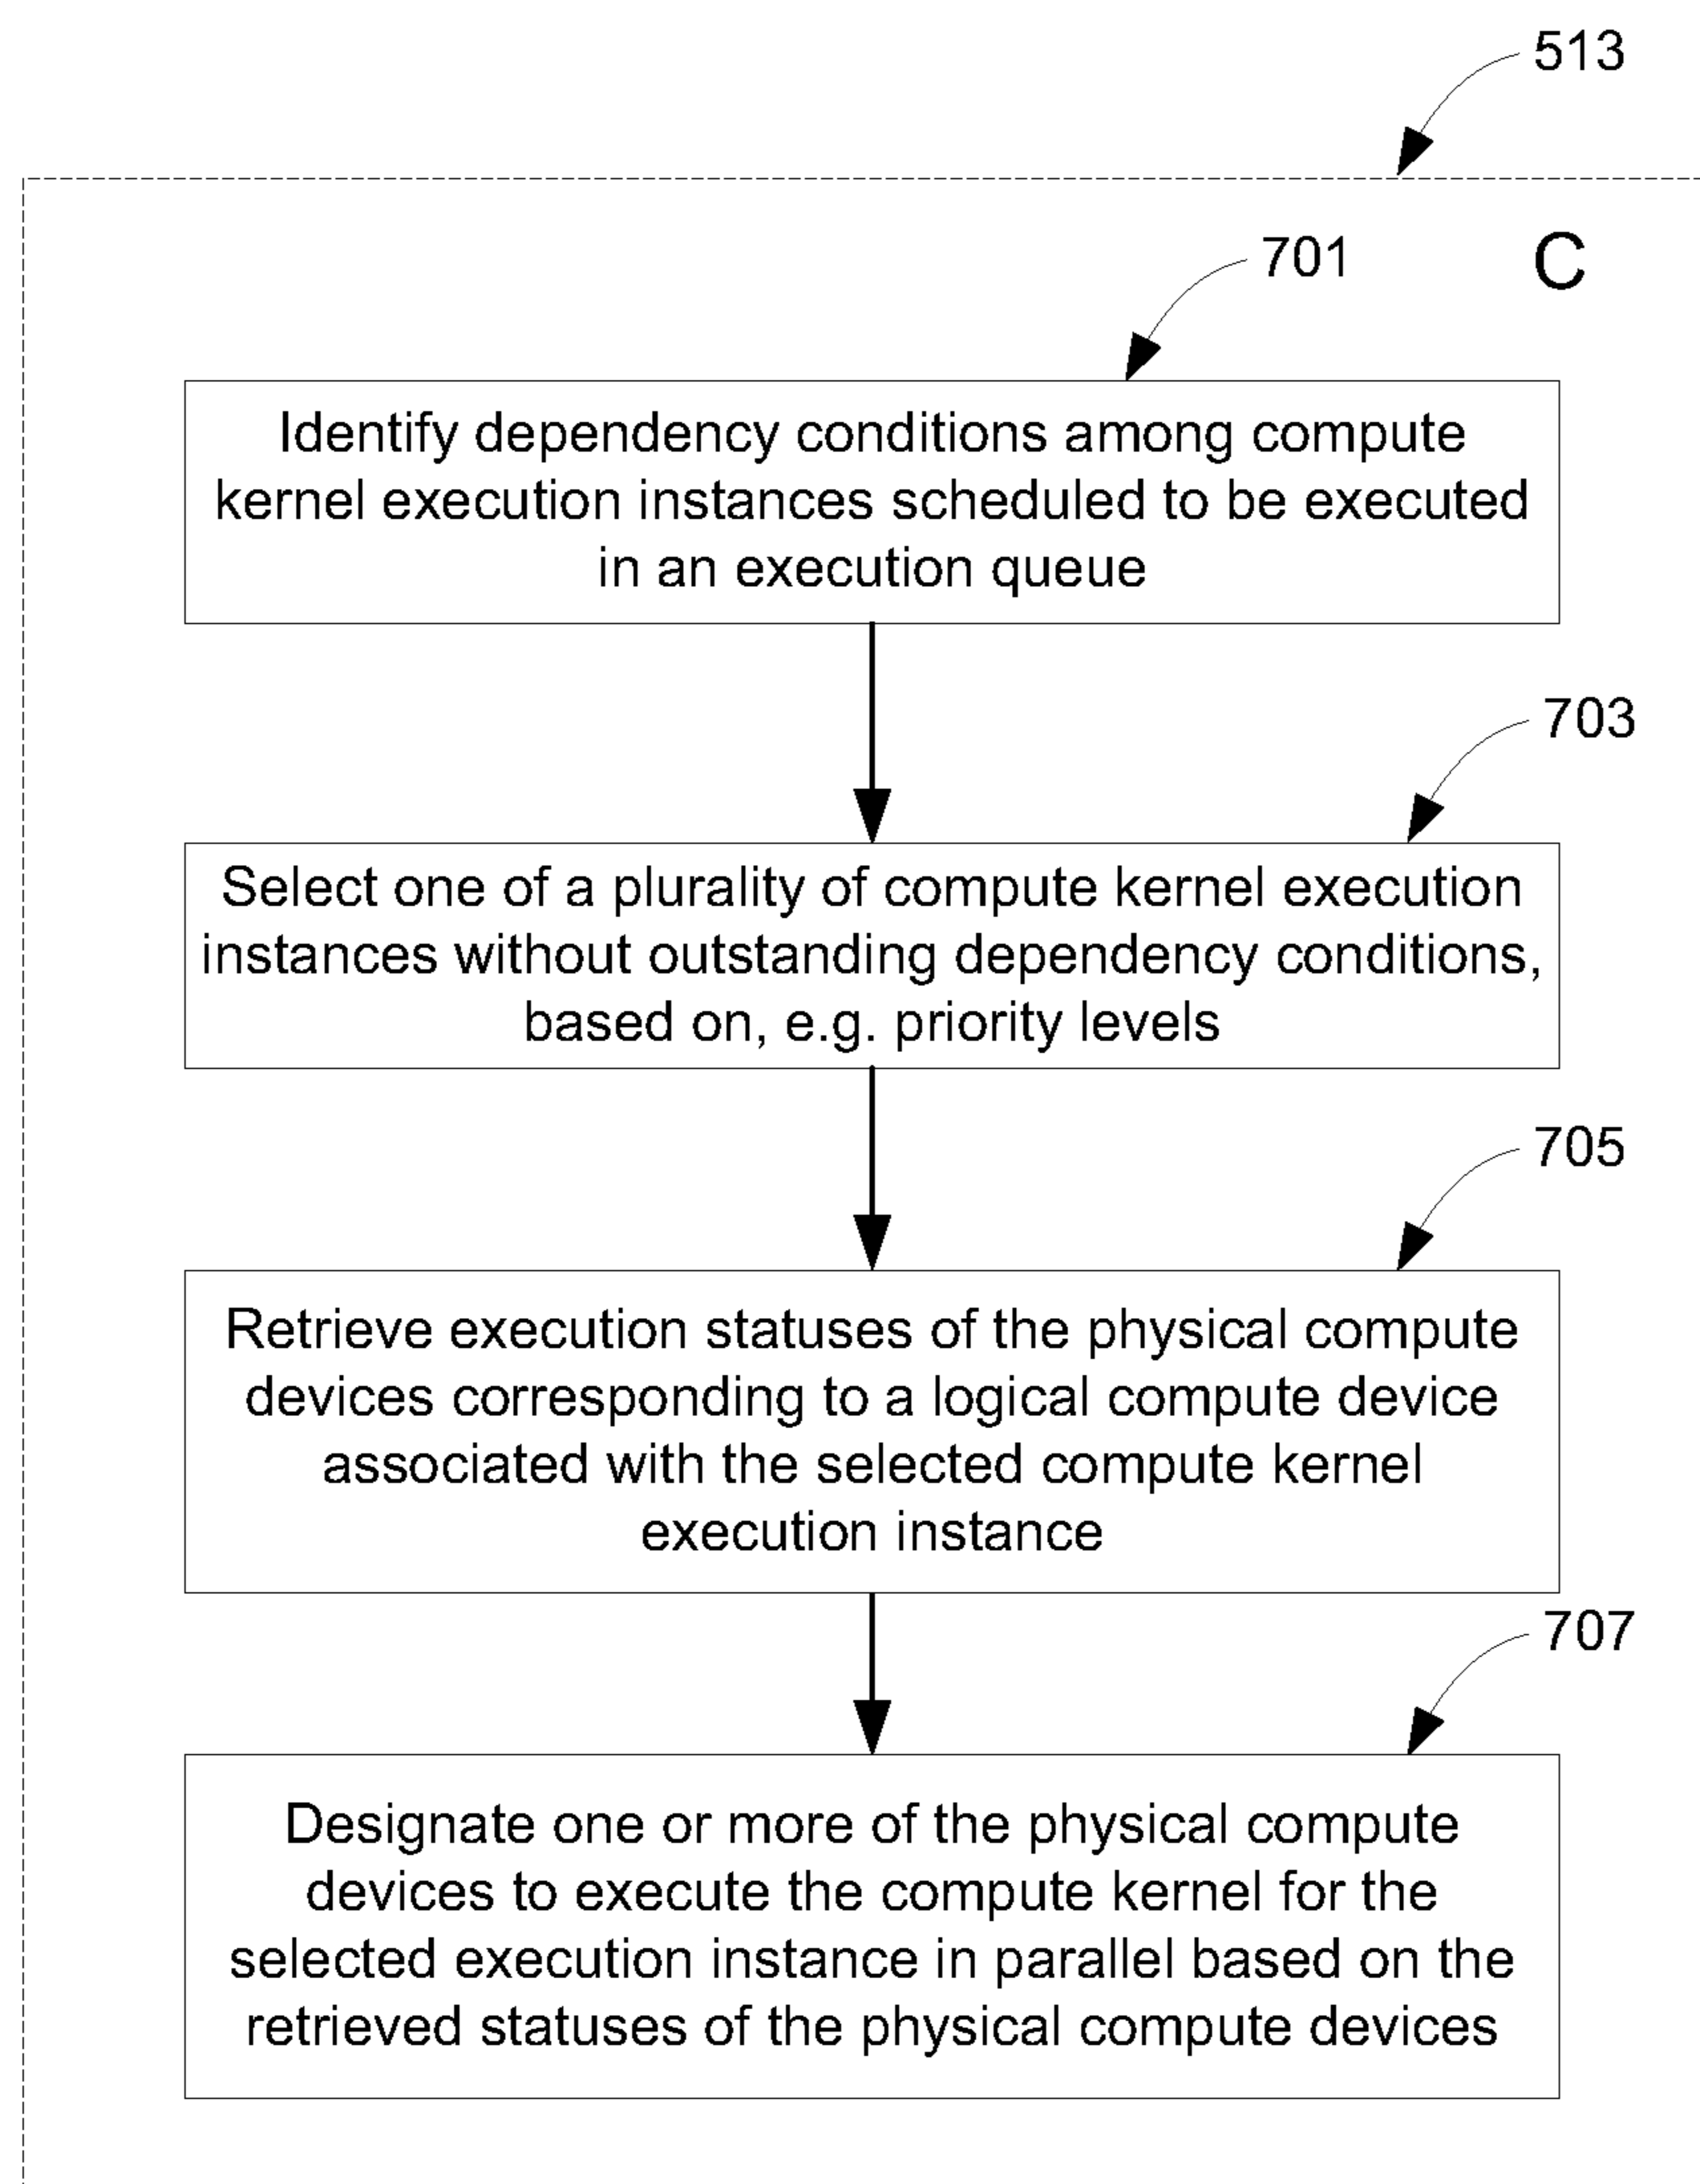 513
701
C
Identify dependency conditions among compute
kernel execution instances scheduled to be executed
in an execution queue
703
Select one of a plurality of compute kernel execution
instances without outstanding dependency conditions,
based on, e.g. priority levels
705
Retrieve execution statuses of the physical compute
devices corresponding to a logical compute device
associated with the selected compute kernel
execution instance
707
Designate one or more of the physical compute
devices to execute the compute kernel for the
selected execution instance in parallel based on the
retrieved statuses of the physical compute devices